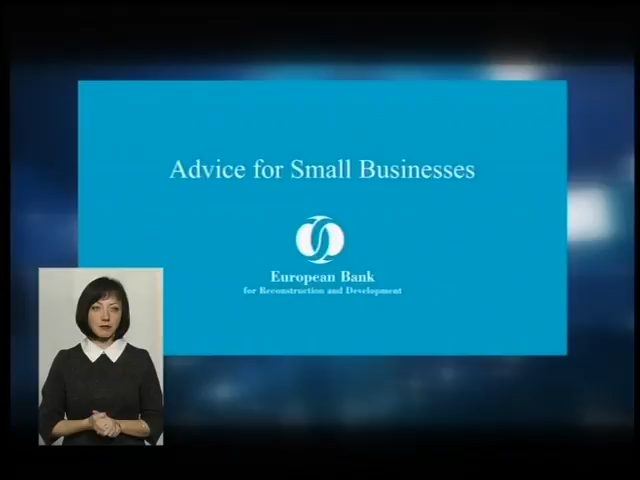 Advice for Small Businesses
European Bank
for Reconstruction and Development